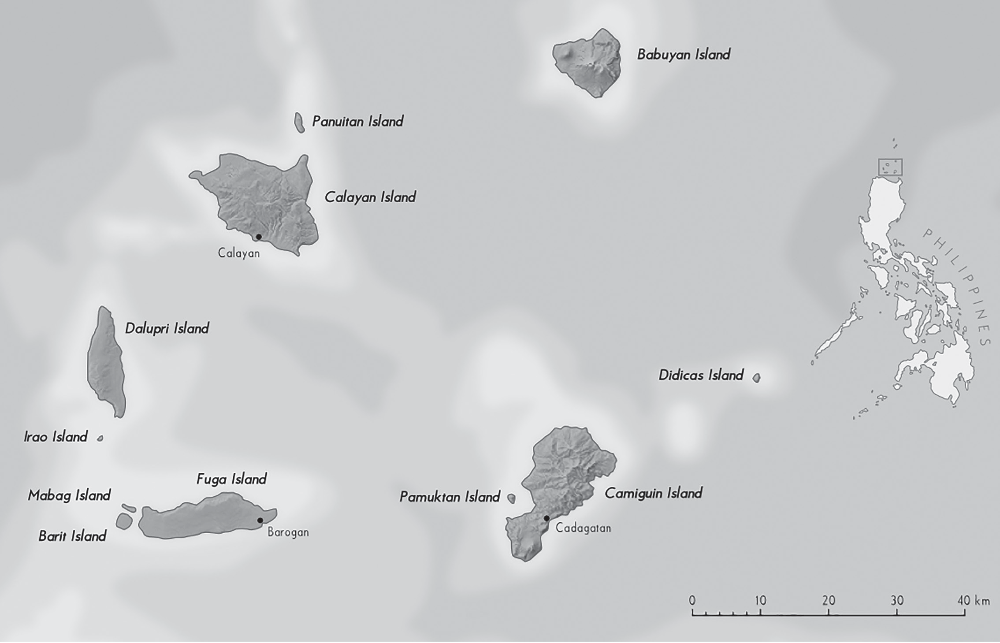 Babuyan Island
Panuitan Island
Calayan Island
Calayan
PHILIPPINES
Dalupri Island
Didicas Island
Irao Island
Fuga Island
Mabag Island
Pamuktan Island
Camiguin Island
Barit Island
Barogan
Cadagatan
0 10 20 30 40 km